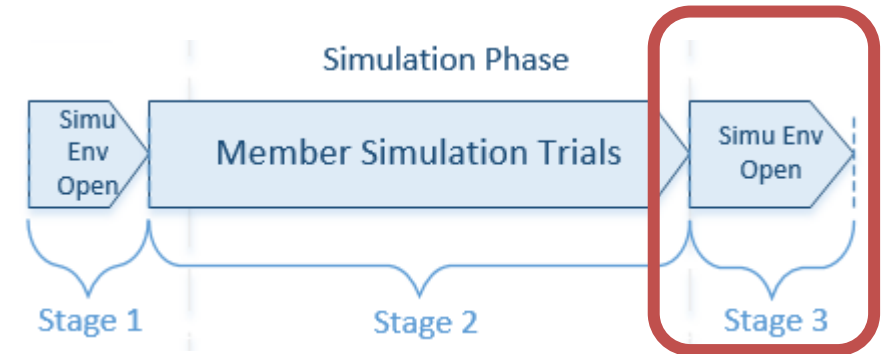 Simulation Phase
Simu
Env
Open
Member Simulation Trials
Simu Env
Open
Stage 1
Stage 2
Stage 3